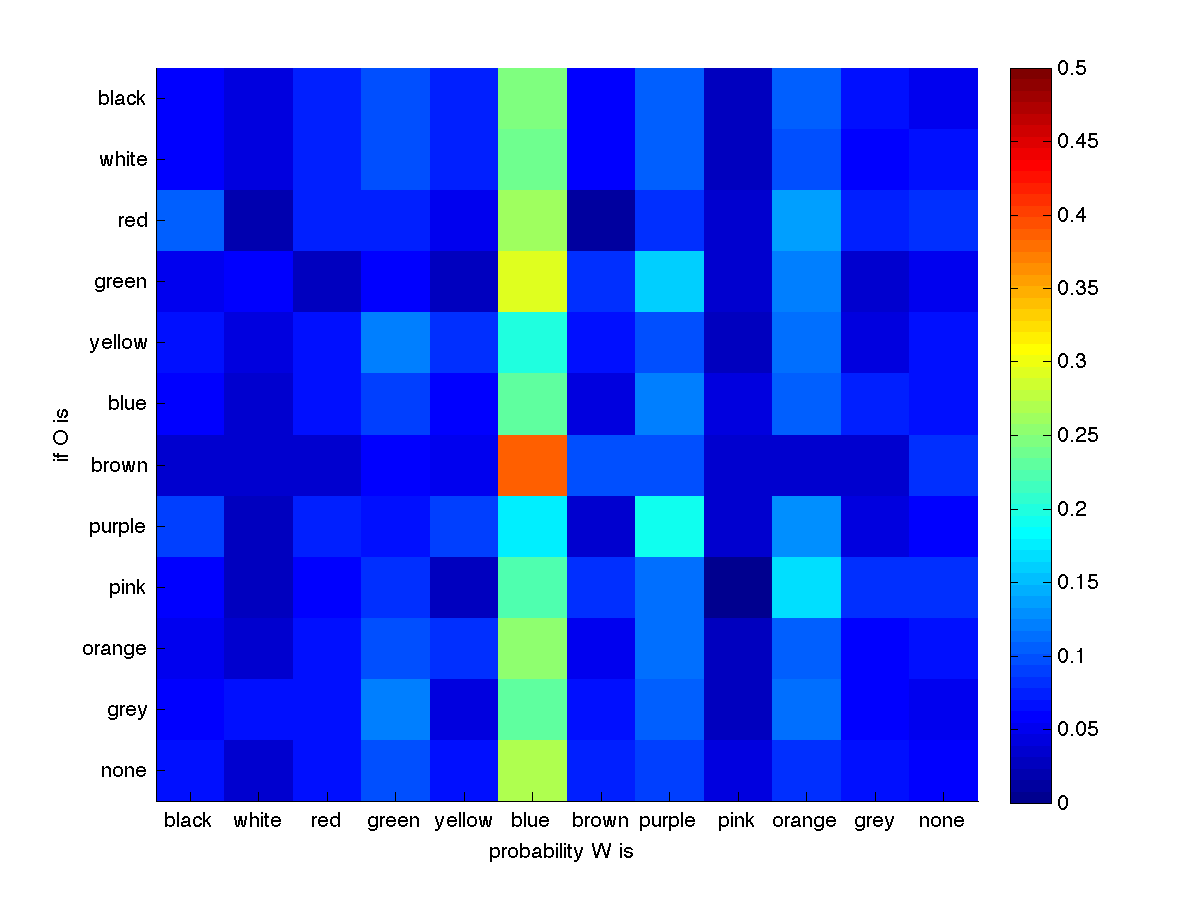 black
white
red
green
yellow
blue
brown
purple
pink
orange
grey
none
if O is
black white red green yellow blue brown purple pink orange grey none
probability W is
0.5
0.45
0.4
0.35
0.3
0.25
0.2
0.15
0.1
0.05
0